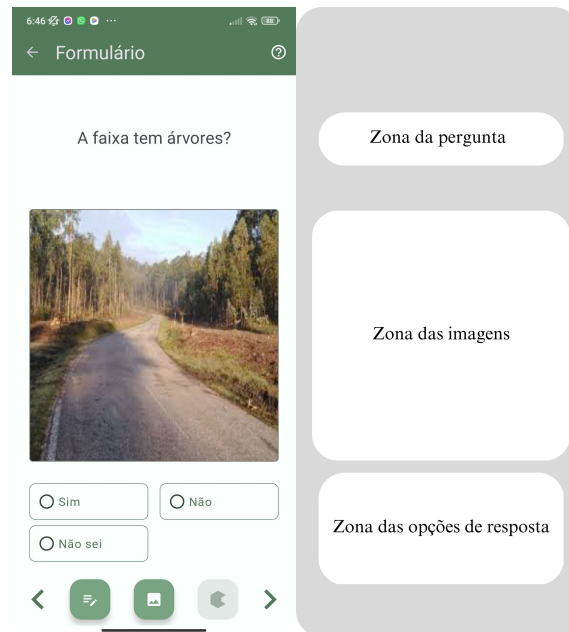 6:46
Formulário
A faixa tem árvores?
Sim
Não
Não sei
Zona da pergunta
Zona das imagens
Zona das opções de resposta